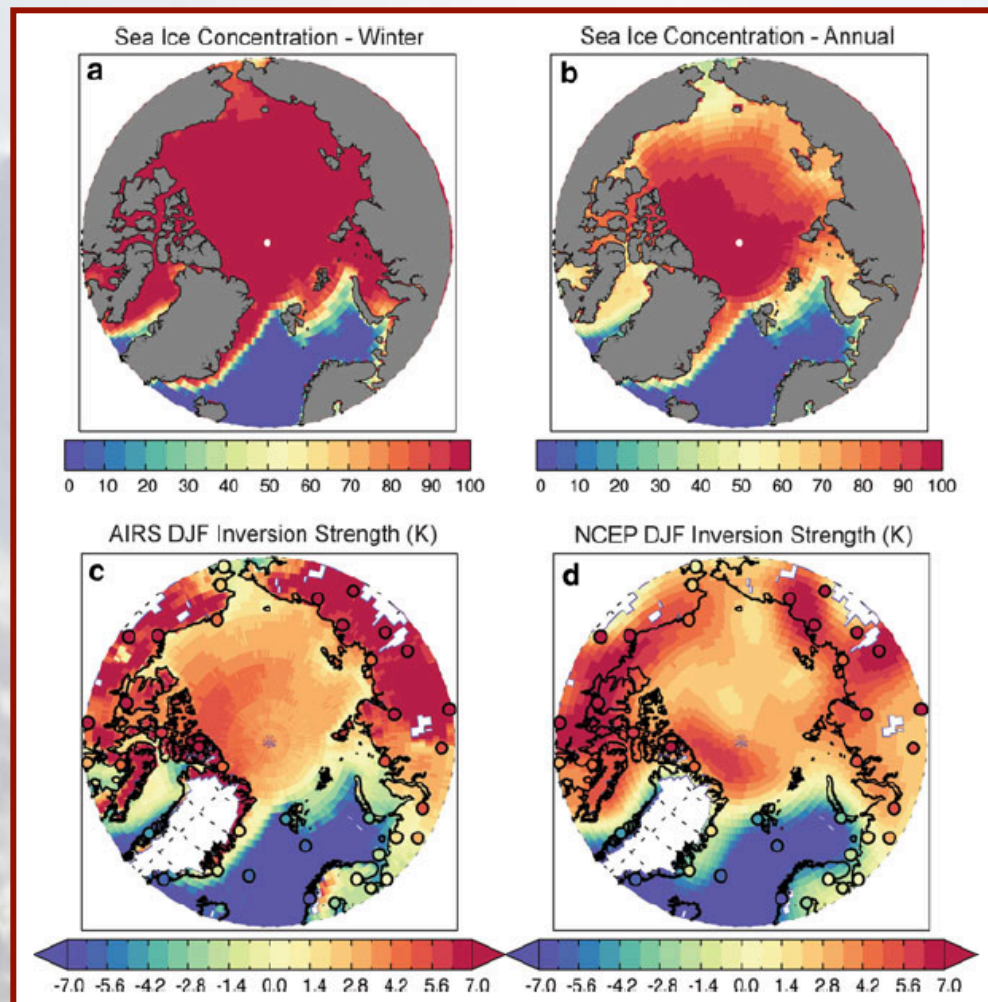 Sea Ice Concentration - Winter
Sea Ice Concentration - Annual
a
b
0 10 20 30 40 50 60 70 80 90 100
0 10 20 30 40 50 60 70 80 90 100
AIRS DJF Inversion Strength (K)
NCEP DJF Inversion Strength (K)
c
d
-7.0 -5.6 -4.2 -2.8 -1.4 0.0 1.4 2.8 4.2 5.6 7.0
-7.0 -5.6 -4.2 -2.8 -1.4 0.0 1.4 2.8 4.2 5.6 7.0